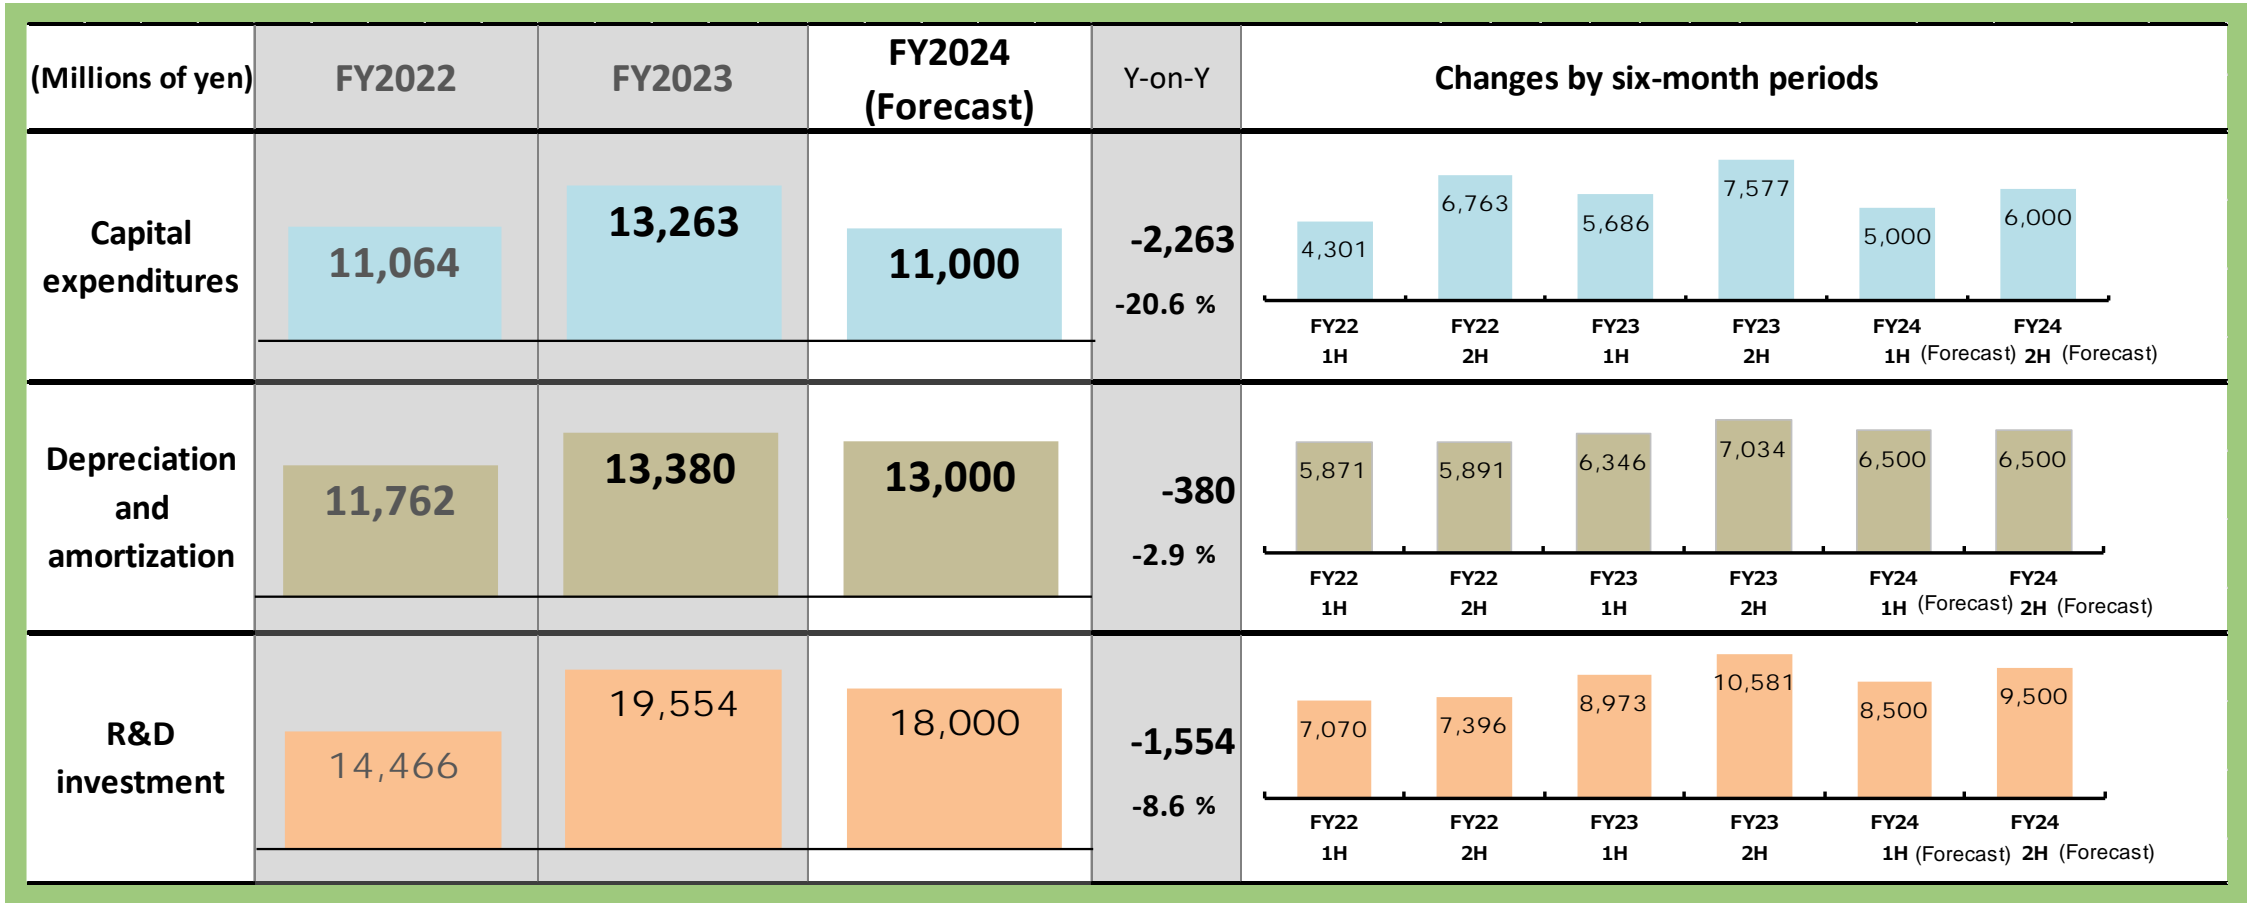 (Millions of yen)
FY2022
FY2023
FY2024
(Forecast)
Y-on-Y
Changes by six-month periods
Capital
expenditures
11,064
13,263
11,000
-2,263
-20.6 %
4,301
6,763
5,686
7,577
5,000
6,000
FY22 FY22 FY23 FY23 FY24 FY24
1H 2H 1H 2H 1H (Forecast) 2H (Forecast)
Depreciation
and
amortization
11,762
13,380
13,000
-380
-2.9 %
5,871
5,891
6,346
7,034
6,500
6,500
FY22 FY22 FY23 FY23 FY24 FY24
1H 2H 1H 2H 1H (Forecast) 2H (Forecast)
R&D
investment
14,466
19,554
18,000
-1,554
-8.6 %
7,070
7,396
8,973
10,581
8,500
9,500
FY22 FY22 FY23 FY23 FY24 FY24
1H 2H 1H 2H 1H (Forecast) 2H (Forecast)